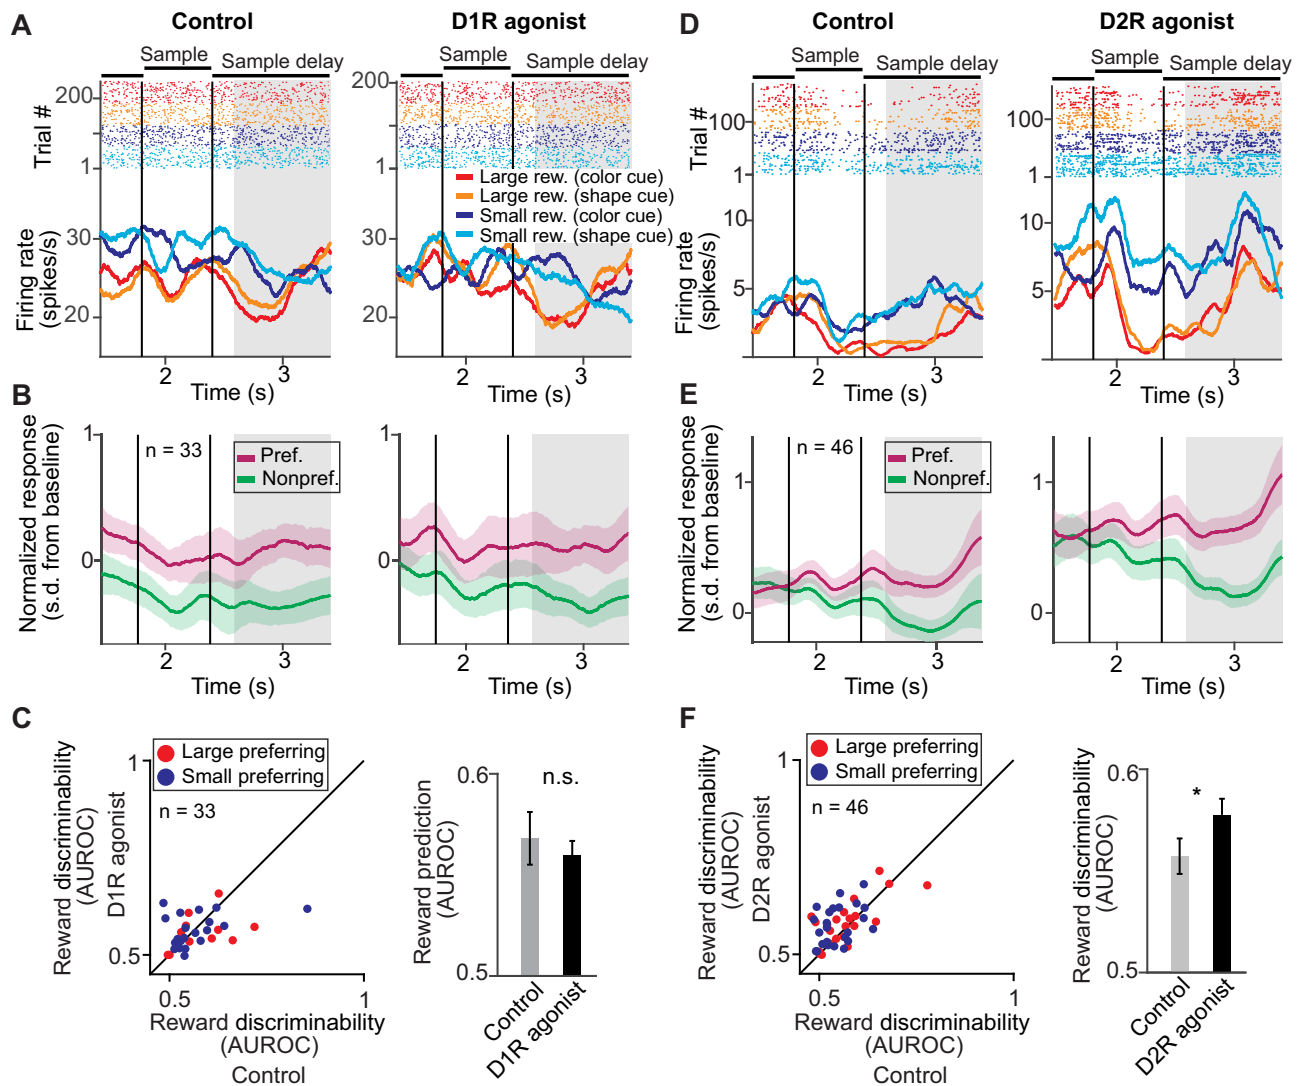 A
Control
D1R agonist
Sample
Sample delay
Sample
Sample delay
Trial #
200
1
200
1
Large rew. (color cue)
Large rew. (shape cue)
Small rew. (color cue)
Small rew. (shape cue)
Firing rate
(spikes/s)
30
20
30
20
2
3
2
3
Time (s)
Time (s)
B
Normalized response
(s.d. from baseline)
1
0
1
0
n = 33
Pref.
Nonpref.
2
3
2
3
Time (s)
Time (s)
C
Reward discriminability
(AUROC)
D1R agonist
1
0.5
Large preferring
Small preferring
n = 33
0.5
1
Reward discriminability
(AUROC)
Control
Reward prediction
(AUROC)
0.6
0.5
n.s.
Control
D1R agonist
D
Control
D2R agonist
Sample
Sample delay
Sample
Sample delay
Trial #
100
1
100
1
Firing rate
(spikes/s)
10
5
10
5
2
3
2
3
Time (s)
Time (s)
E
Normalized response
(s.d. from baseline)
1
0
1
0
n = 46
Pref.
Nonpref.
2
3
2
3
Time (s)
Time (s)
F
Reward discriminability
(AUROC)
D2R agonist
1
0.5
Large preferring
Small preferring
n = 46
0.5
1
Reward discriminability
(AUROC)
Control
Reward discriminability
(AUROC)
0.6
0.5
*
Control
D2R agonist